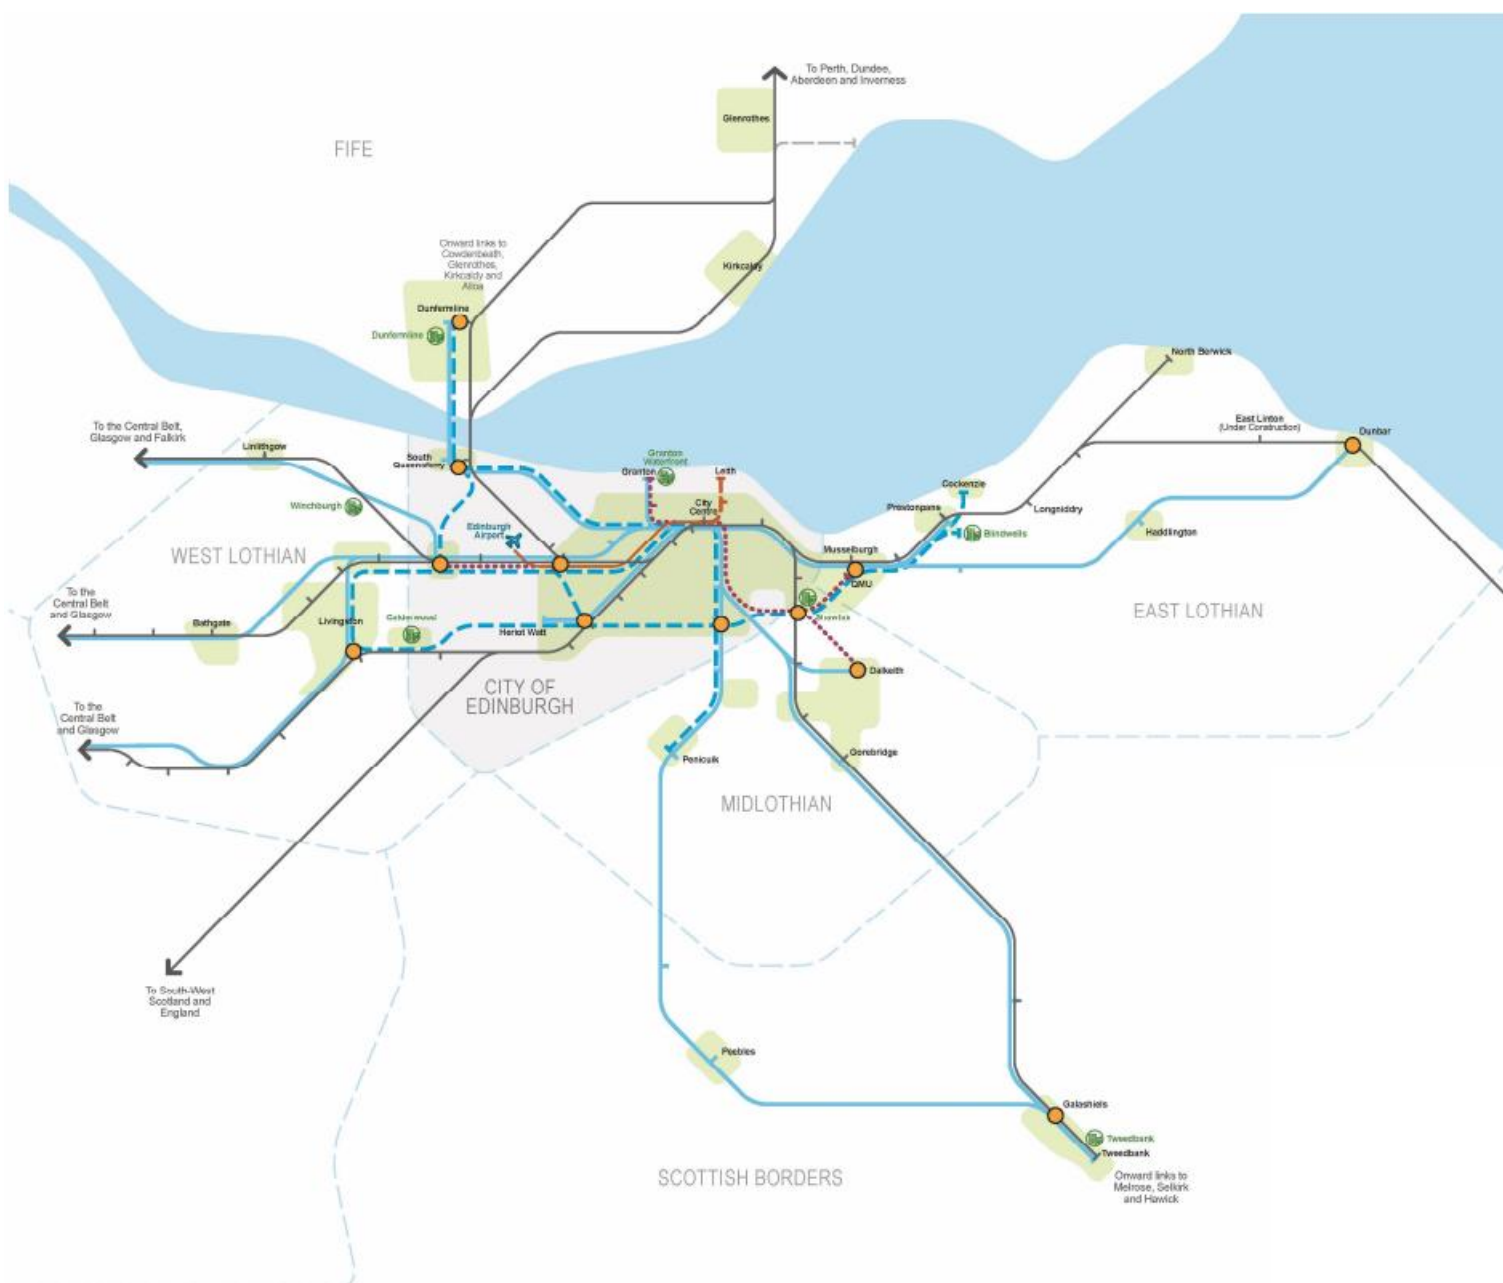 To Perth, Dundee,
Aberdeen and Inverness
Glenrothes
FIFE
Onward links to
Cowdenbeath,
Glenrothes,
Kirkcaldy and
Alloa
Kirkcaldy
Dunfermline
Dunfermline
North Berwick
To the Central Belt,
Glasgow and Falkirk
Linlithgow
South
Queensferry
Granton
Waterfront
Granton
Leith
East Linton
(Under Construction)
Dunbar
Winchburgh
City
Centre
Cockenzie
Prestonpans
Longniddry
Edinburgh
Airport
Blindwells
Haddlington
WEST LOTHIAN
Musselburgh
QMU
To the
Central Belt
and Glasgow
Bathgate
Livingston
Heriot Watt
EAST LOTHIAN
Dalkeith
CITY OF
EDINBURGH
To the
Central Belt
and Glasgow
Penicuik
Gorebridge
MIDLOTHIAN
To South-West
Scotland and
England
Peebles
Galashiels
Tweedbank
Tweedbank
SCOTTISH BORDERS
Onward links to
Melrose, Selkirk
and Hawick